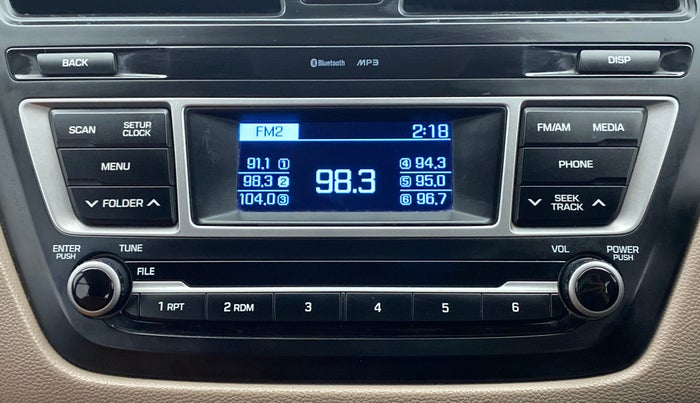 BACK
Bluetooth MP3
DISP
SCAN
SETUP
CLOCK
FM2 2:18
FM/AM MEDIA
91.1 1
4 94.3
MENU
98.3 2
98.3
5 95.0
PHONE
104.0 3
6 96.7
FOLDER
SEEK
TRACK
ENTER
PUSH
TUNE
VOL
POWER
PUSH
FILE
1 RPT 2 RDM 3 4 5 6